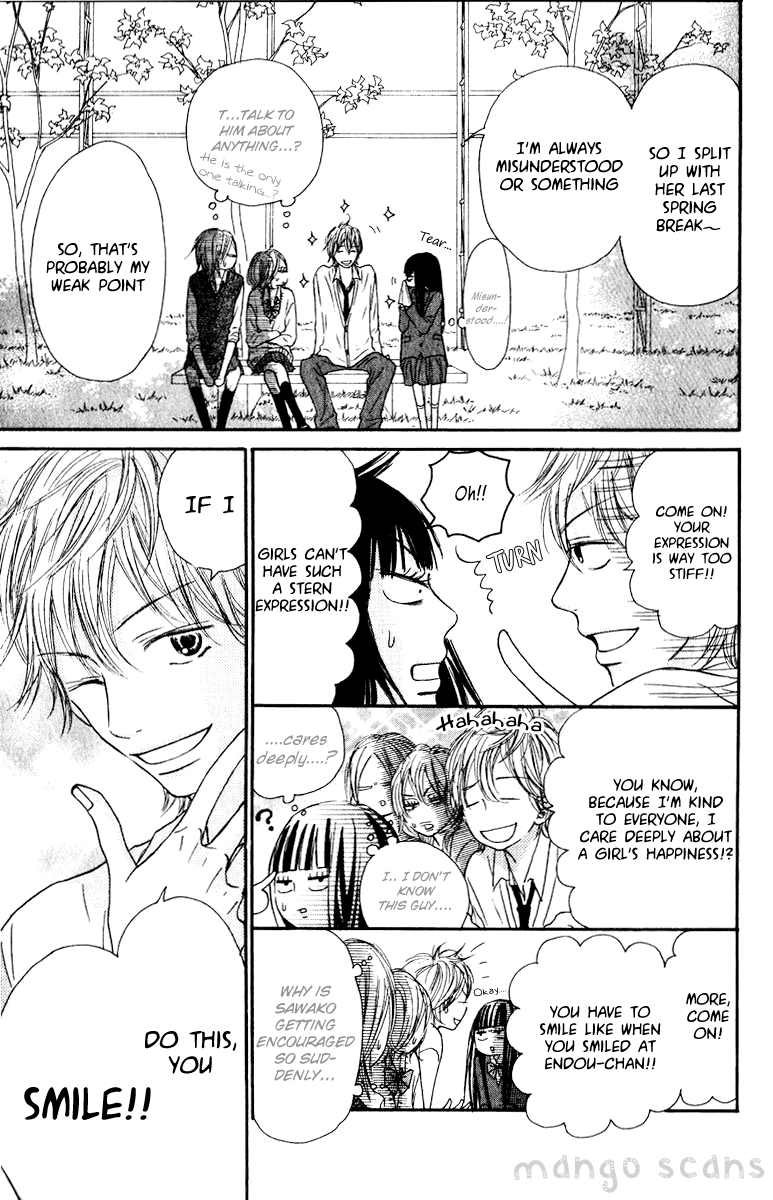 SO I SPLIT
UP WITH
HER LAST
SPRING
BREAK~
I'M ALWAYS
MISUNDERSTOOD
OR SOMETHING
Tear...
Misun-
der-
stood....!
T...TALK TO
HIM ABOUT
ANYTHING...?
He is the only
one talking...?
SO, THAT'S
PROBABLY MY
WEAK POINT
COME ON!
YOUR
EXPRESSION
IS WAY TOO
STIFF!!
Oh!!
TURN
GIRLS CAN'T
HAVE SUCH
A STERN
EXPRESSION!!
Hahahaha
YOU KNOW,
BECAUSE I'M KIND
TO EVERYONE, I
CARE DEEPLY ABOUT
A GIRL'S HAPPINESS!?
....cares
deeply....?
?
I.. I DON'T
KNOW
THIS GUY....
MORE,
COME
ON!
YOU HAVE TO
SMILE LIKE WHEN
YOU SMILED AT
ENDOU-CHAN!!
Okay...
WHY IS
SAWAKO
GETTING
ENCOURAGED
SO SUD-
DENLY...
IF I
DO THIS,
YOU
SMILE!!
mango scans